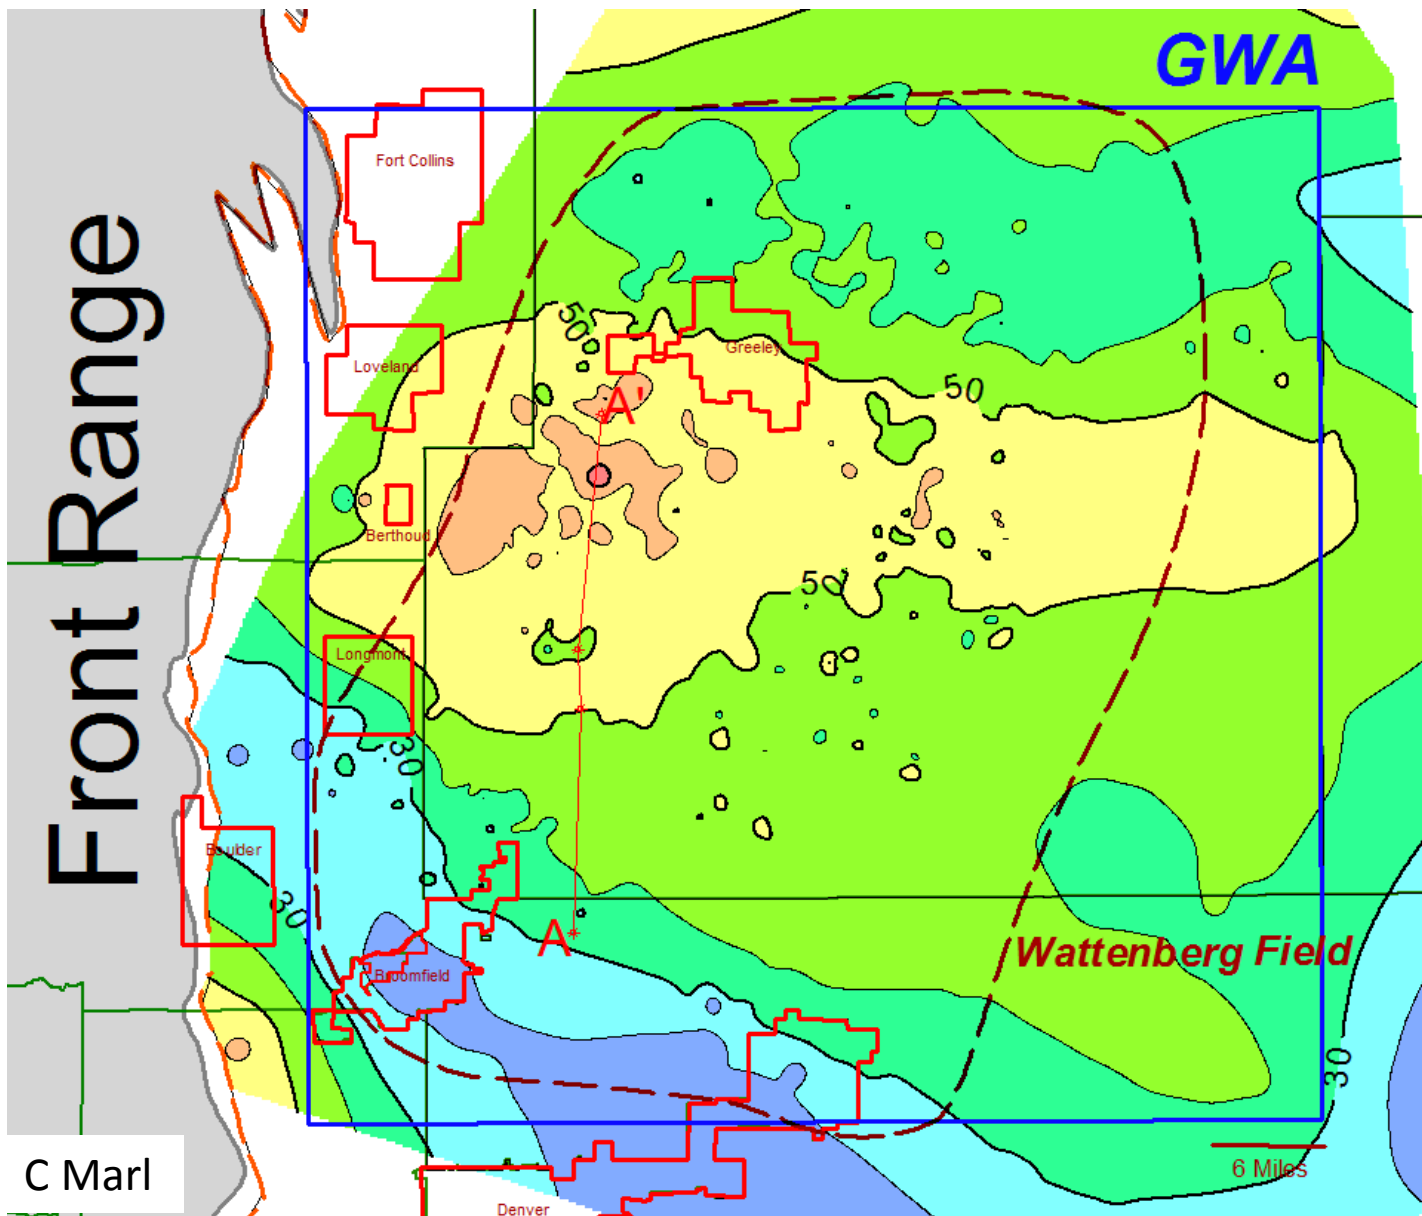 GWA
Fort Collins
Front Range
50
Greeley
Loveland
50
A'
Berthoud
50
Longmont
30
Boulder
30
A
Wattenberg Field
Broomfield
30
6 Miles
C Marl
Denver